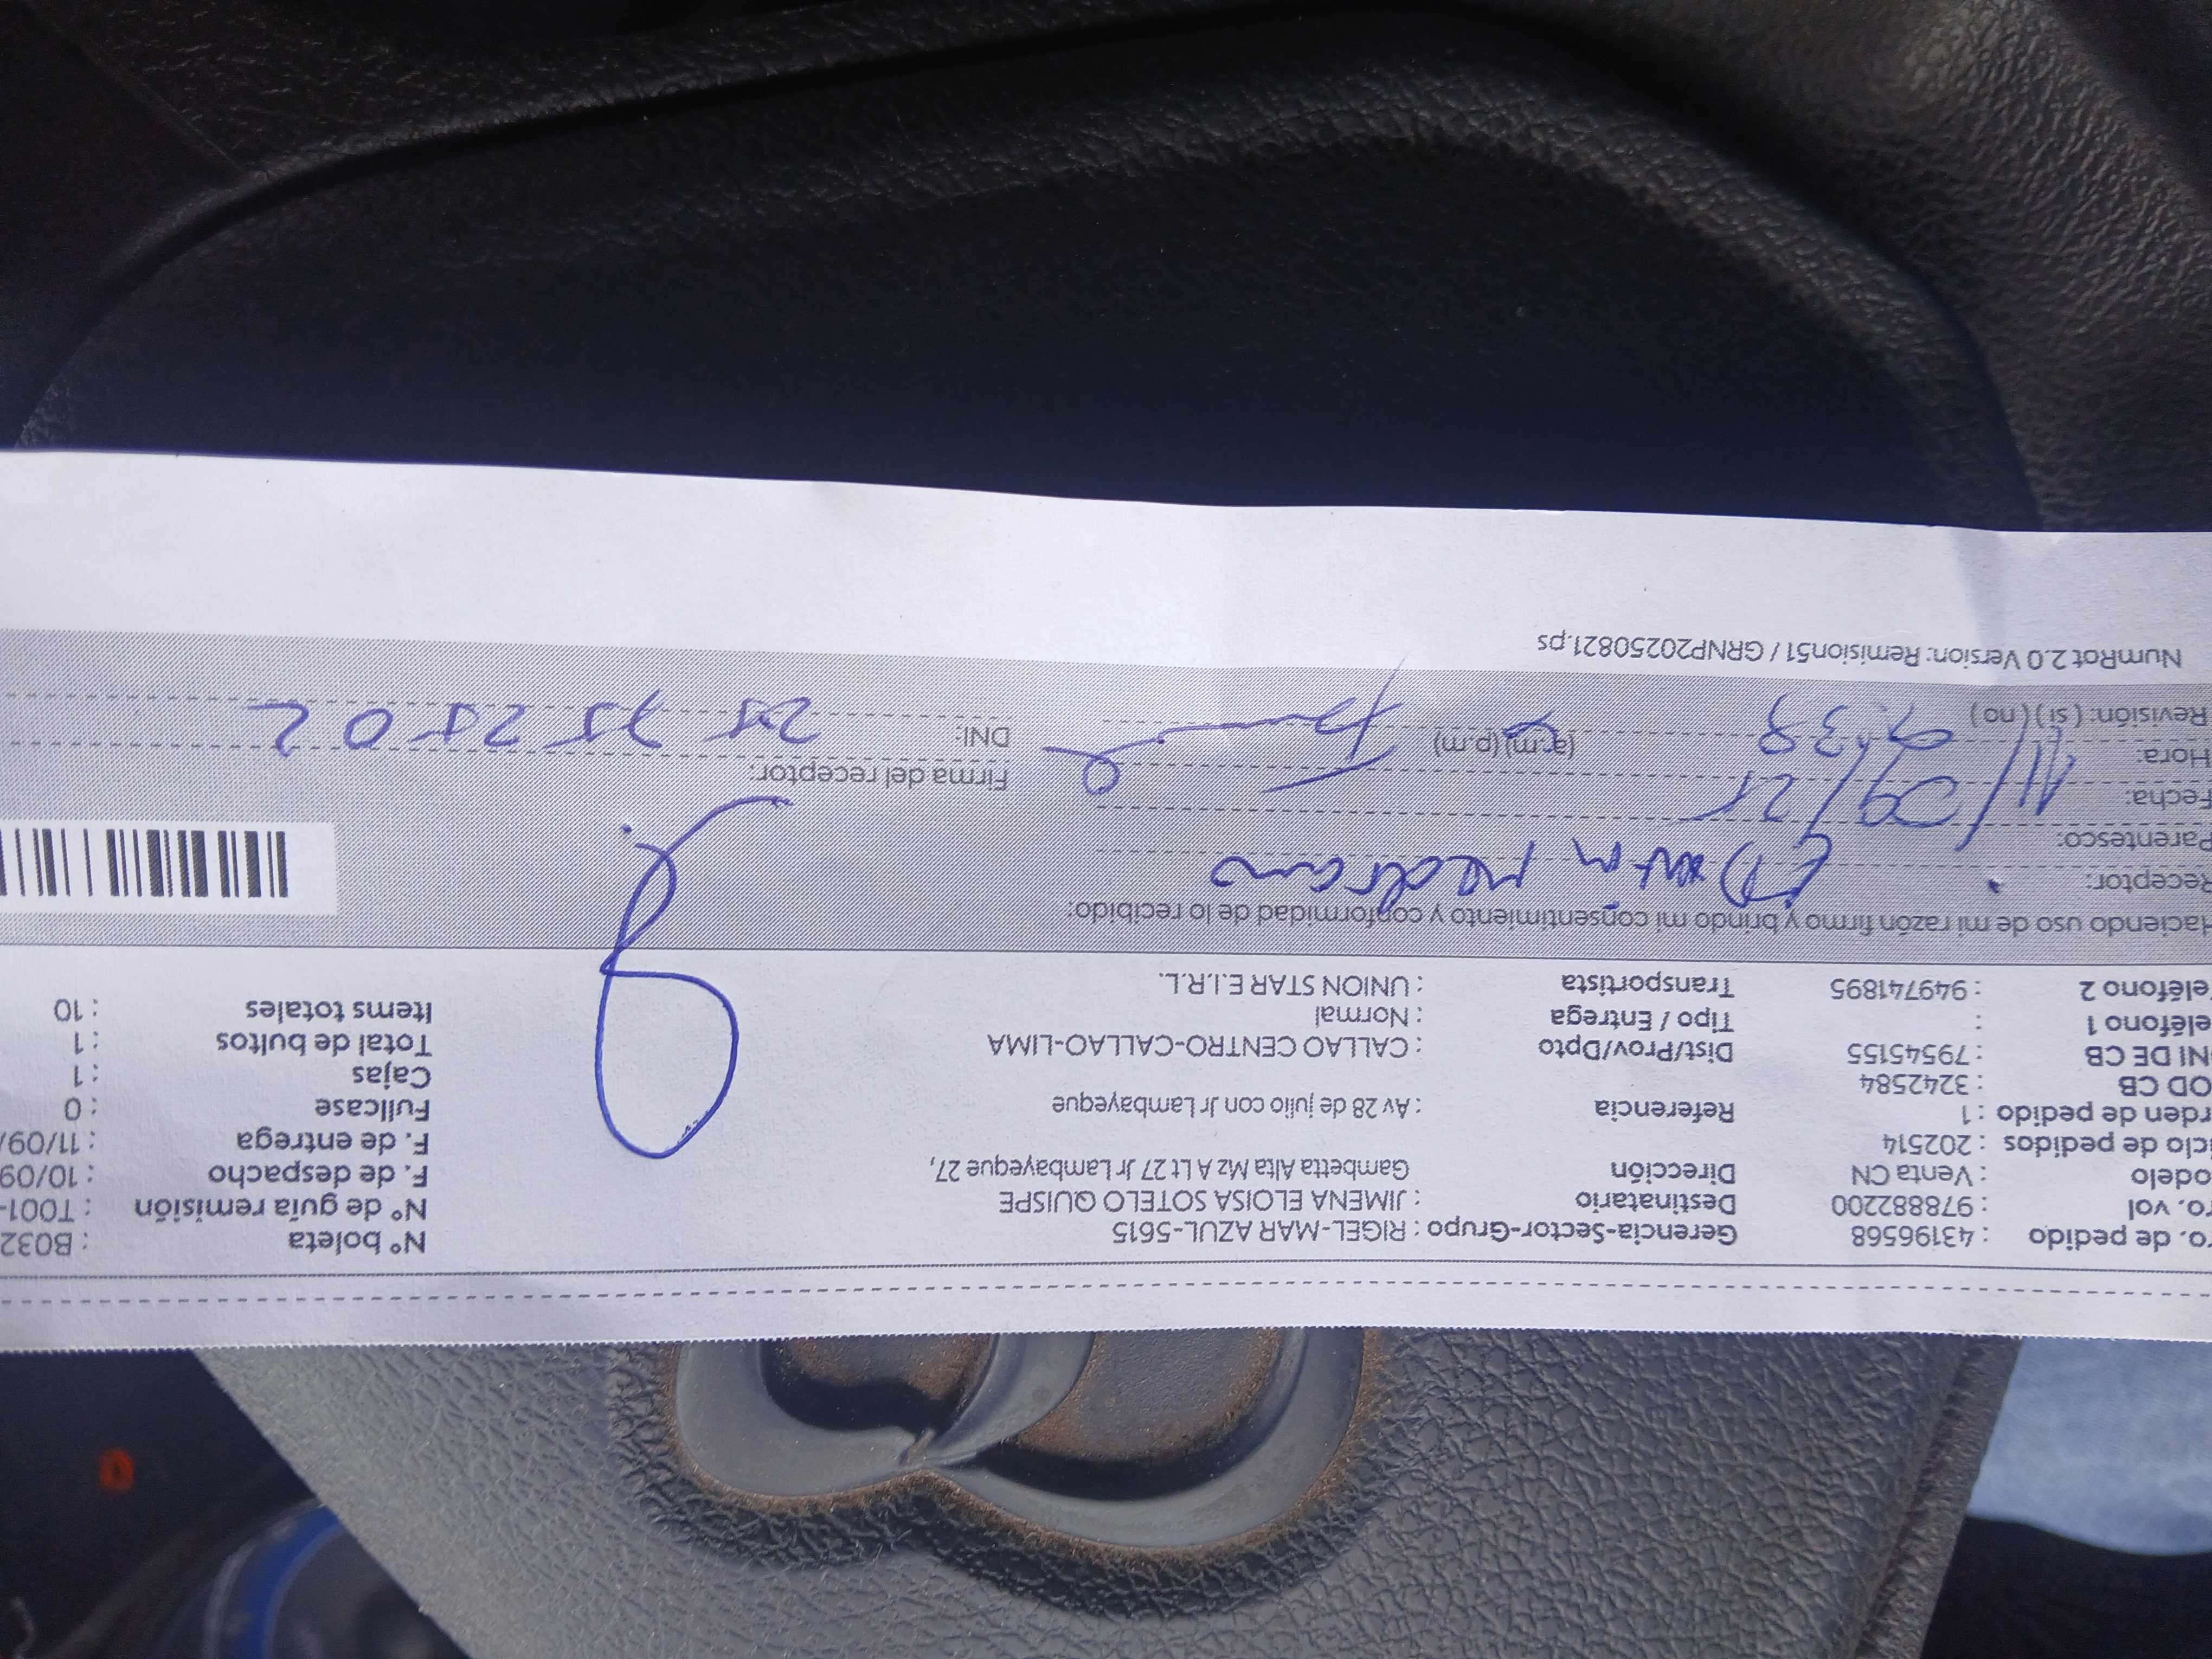 ro. de pedido : 43196568 Gerencia-Sector-Grupo : RIGEL-MAR AZUL-5615 N° boleta : B032
ro. vol : 978882200 Destinatario : JIMENA ELOISA SOTELO QUISPE N° de guía remisión : T001-
odelo : Venta CN Dirección Gambetta Alta Mz A Lt 27 Jr Lambayeque 27, F. de despacho : 10/09
iclo de pedidos : 202514 F. de entrega : 11/09/
rden de pedido : 1 Referencia : Av 28 de julio con Jr Lambayeque Fullcase : 0
OD CB : 3242584 Cajas : 1
NI DE CB : 79545155 Dist/Prov/Dpto : CALLAO CENTRO-CALLAO-LIMA Total de bultos : 1
eléfono 1 : Tipo / Entrega : Normal Items totales : 10
eléfono 2 : 949741895 Transportista : UNION STAR E.I.R.L.
Haciendo uso de mi razón firmo y brindo mi consentimiento y conformidad de lo recibido:
Receptor:
Parentesco:
Fecha: 11/09/25 Firma del receptor:
Hora: 9:38 (a.m) (p.m) DNI: 25752502
Revisión: (si) (no)
NumRot 2.0 Version: Remision51 / GRNP20250821.ps